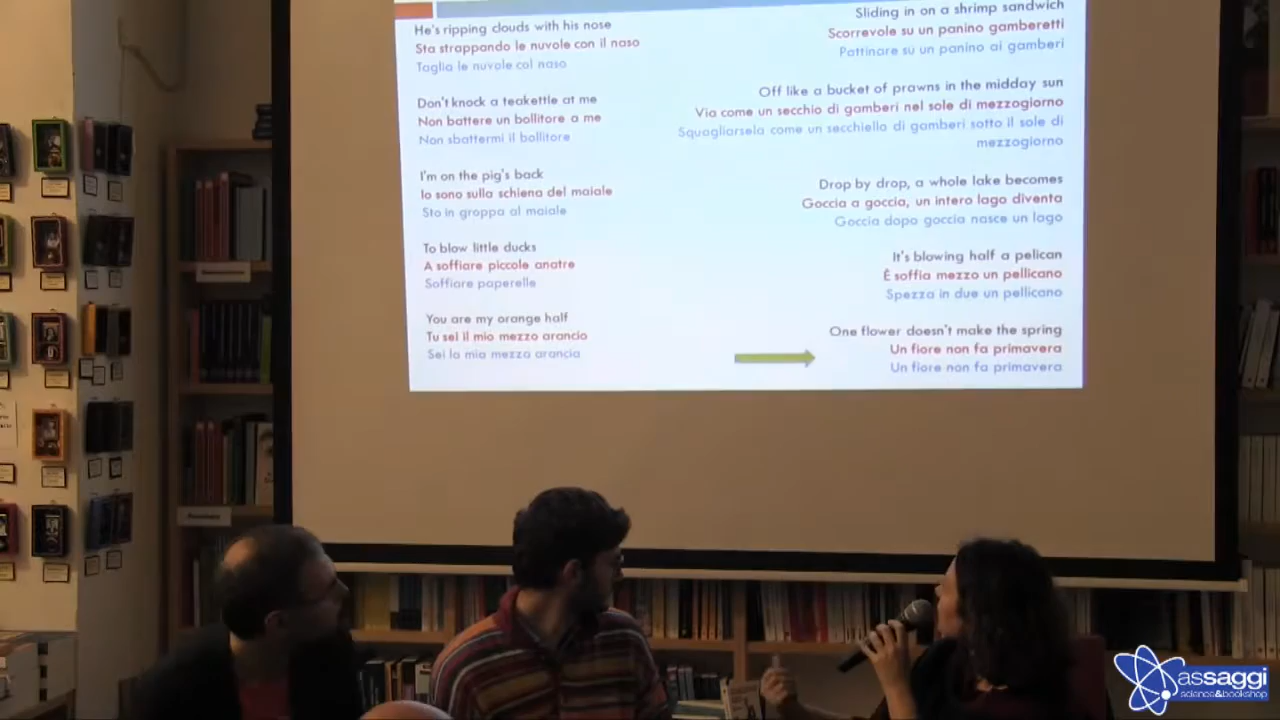 He's ripping clouds with his nose
Sta strappando le nuvole con il naso
Taglia le nuvole col naso
Don't knock a teakettle at me
Non battere un bollitore a me
Non sbattermi il bollitore
I'm on the pig's back
Io sono sulla schiena del maiale
Sto in groppa al maiale
To blow little ducks
A soffiare piccole anatre
Soffiare paperelle
You are my orange half
Tu sei il mio mezzo arancio
Sei la mia mezza arancia
Sliding in on a shrimp sandwich
Scorrevole su un panino gamberetti
Pattinare su un panino ai gamberi
Off like a bucket of prawns in the midday sun
Via come un secchio di gamberi nel sole di mezzogiorno
Squagliarsela come un secchiello di gamberi sotto il sole di
mezzogiorno
Drop by drop, a whole lake becomes
Goccia a goccia, un intero lago diventa
Goccia dopo goccia nasce un lago
It's blowing half a pelican
È soffia mezzo un pellicano
Spezza in due un pellicano
One flower doesn't make the spring
Un fiore non fa primavera
Un fiore non fa primavera
assaggi
science&bookshop